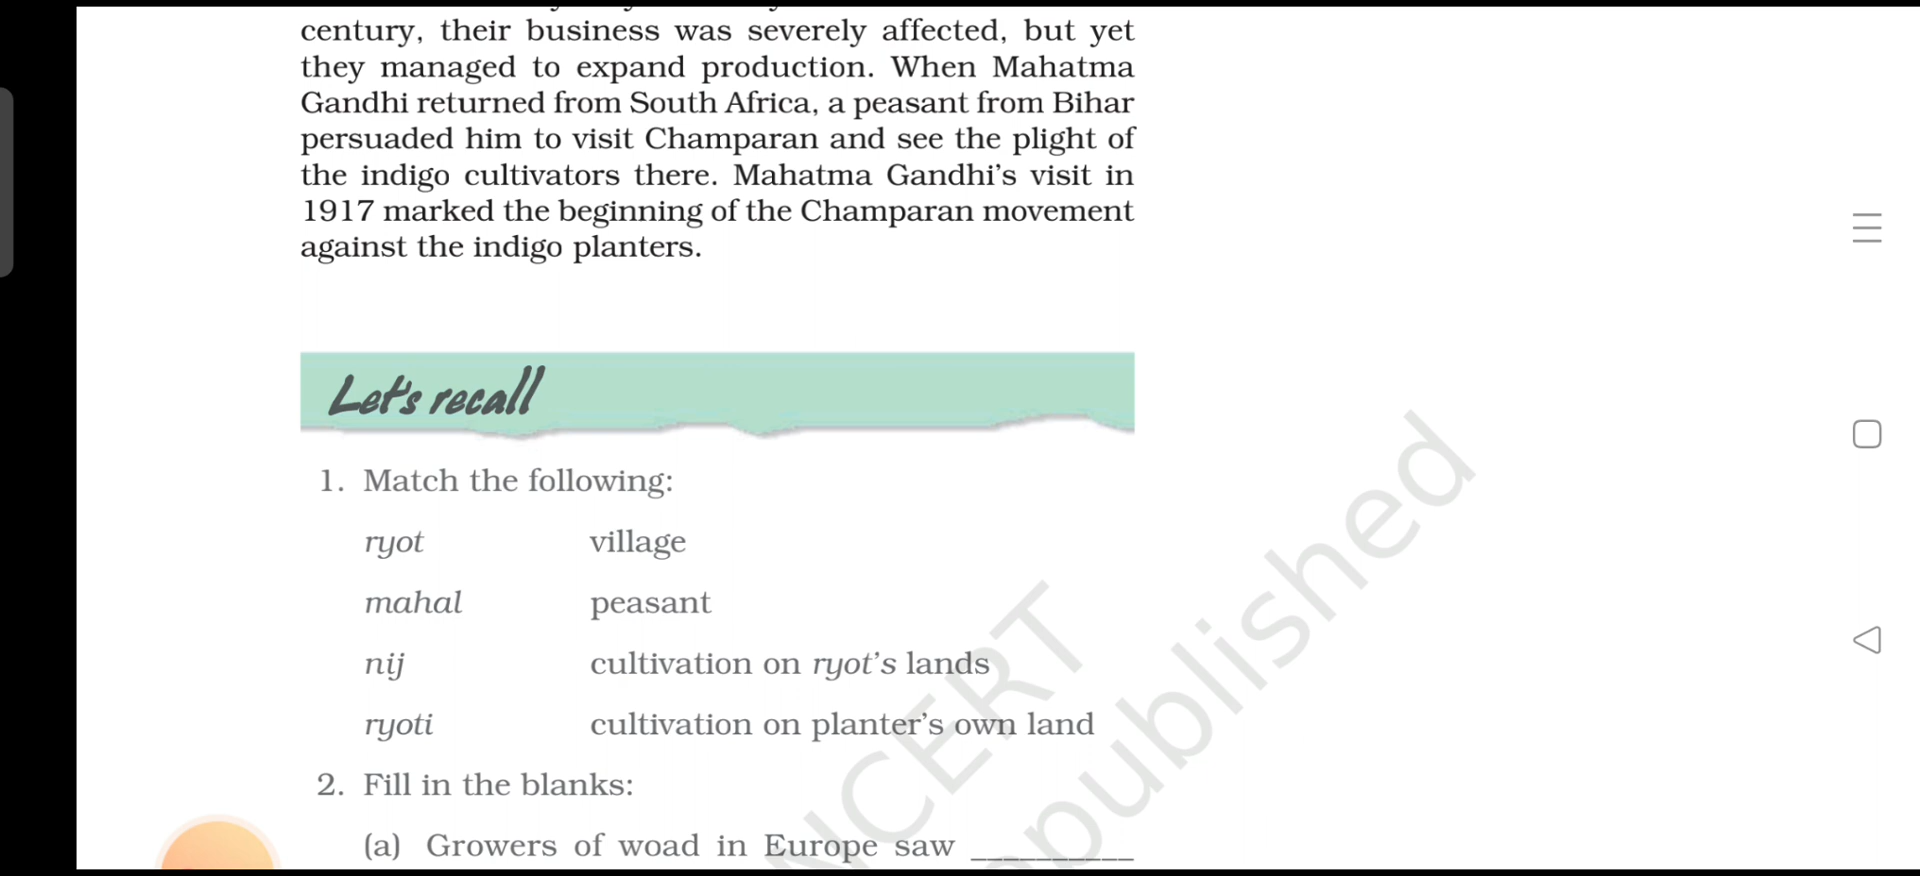 century, their business was severely affected, but yet
they managed to expand production. When Mahatma
Gandhi returned from South Africa, a peasant from Bihar
persuaded him to visit Champaran and see the plight of
the indigo cultivators there. Mahatma Gandhi's visit in
1917 marked the beginning of the Champaran movement
against the indigo planters.
Let's recall
1. Match the following:
ryot village
mahal peasant
nij cultivation on ryot's lands
ryoti cultivation on planter's own land
2. Fill in the blanks:
(a) Growers of woad in Europe saw __________
NCERT
published